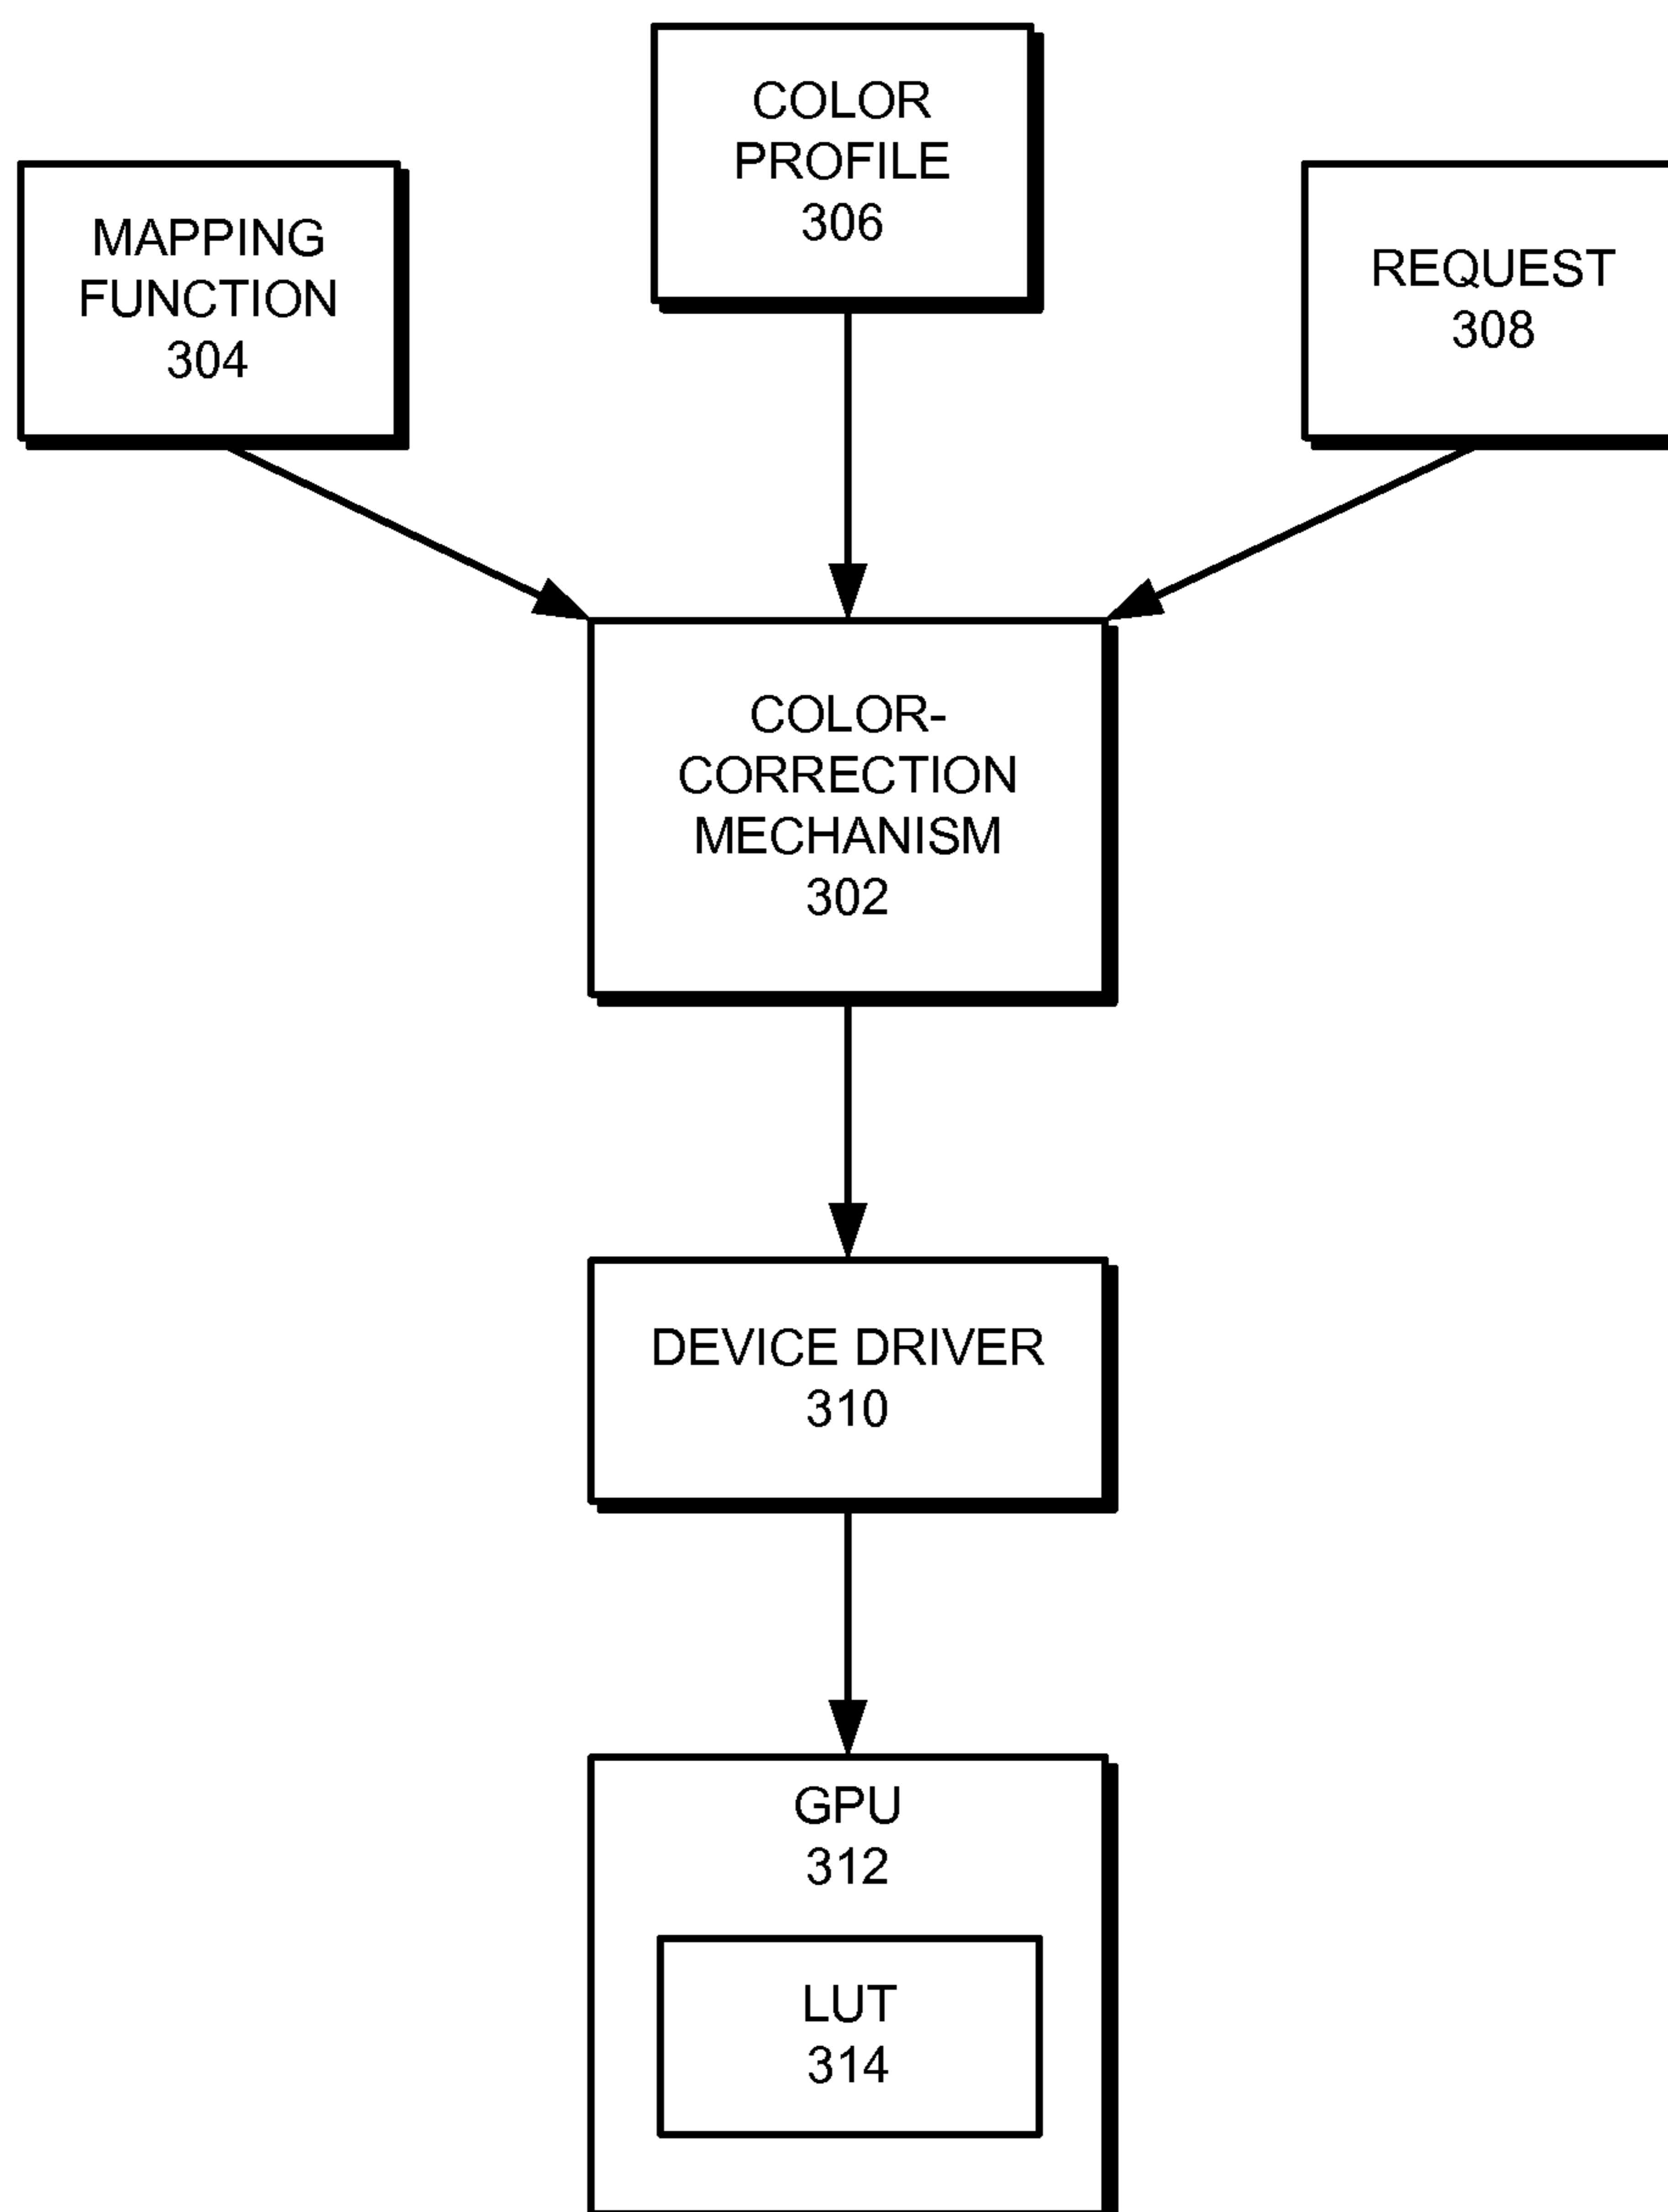 COLOR
PROFILE
306
MAPPING
FUNCTION
304
REQUEST
308
COLOR-
CORRECTION
MECHANISM
302
DEVICE DRIVER
310
GPU
312
LUT
314